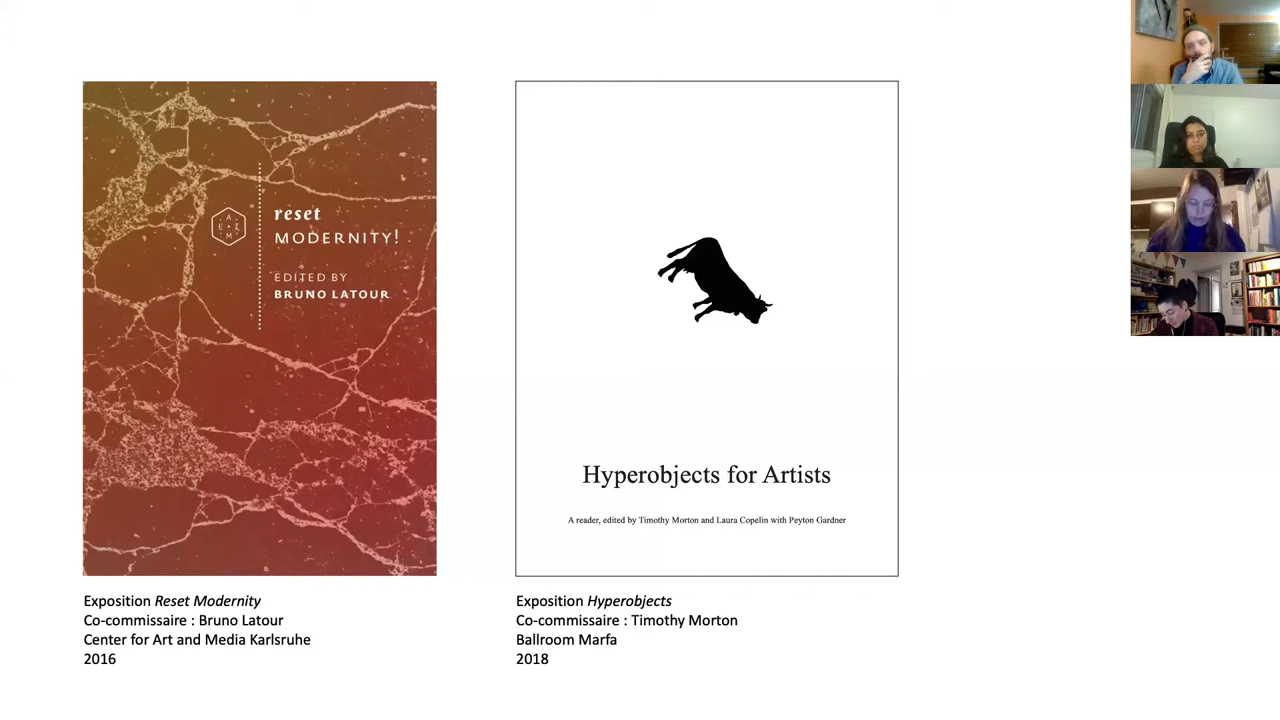 reset
MODERNITY!
EDITED BY
BRUNO LATOUR
Hyperobjects for Artists
A reader, edited by Timothy Morton and Laura Copelin with Peyton Gardner
Exposition Reset Modernity
Co-commissaire : Bruno Latour
Center for Art and Media Karlsruhe
2016
Exposition Hyperobjects
Co-commissaire : Timothy Morton
Ballroom Marfa
2018